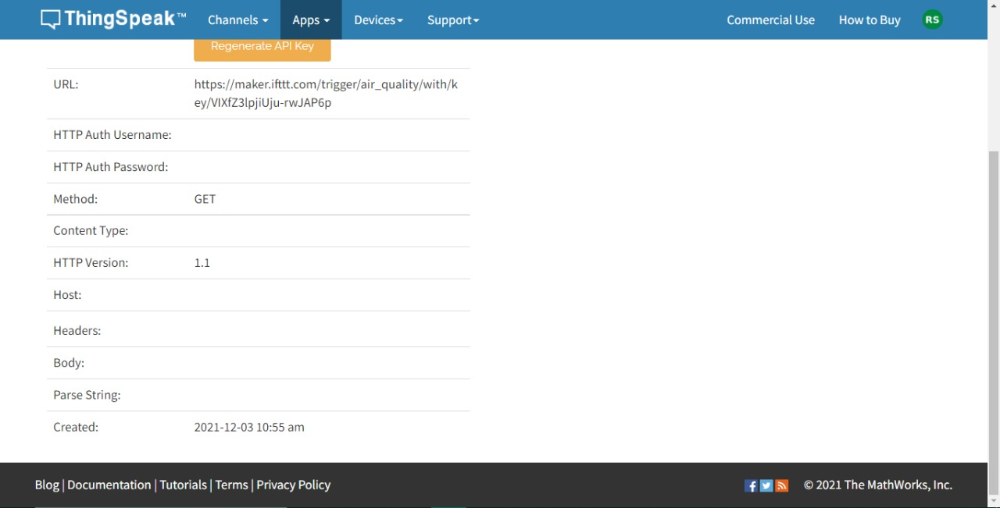 ThingSpeak™ Channels Apps Devices Support Commercial Use How to Buy RS
Regenerate API Key
URL: https://maker.ifttt.com/trigger/air_quality/with/k
ey/VIXfZ3lpjiUju-rwJAP6p
HTTP Auth Username:
HTTP Auth Password:
Method: GET
Content Type:
HTTP Version: 1.1
Host:
Headers:
Body:
Parse String:
Created: 2021-12-03 10:55 am
Blog | Documentation | Tutorials | Terms | Privacy Policy © 2021 The MathWorks, Inc.